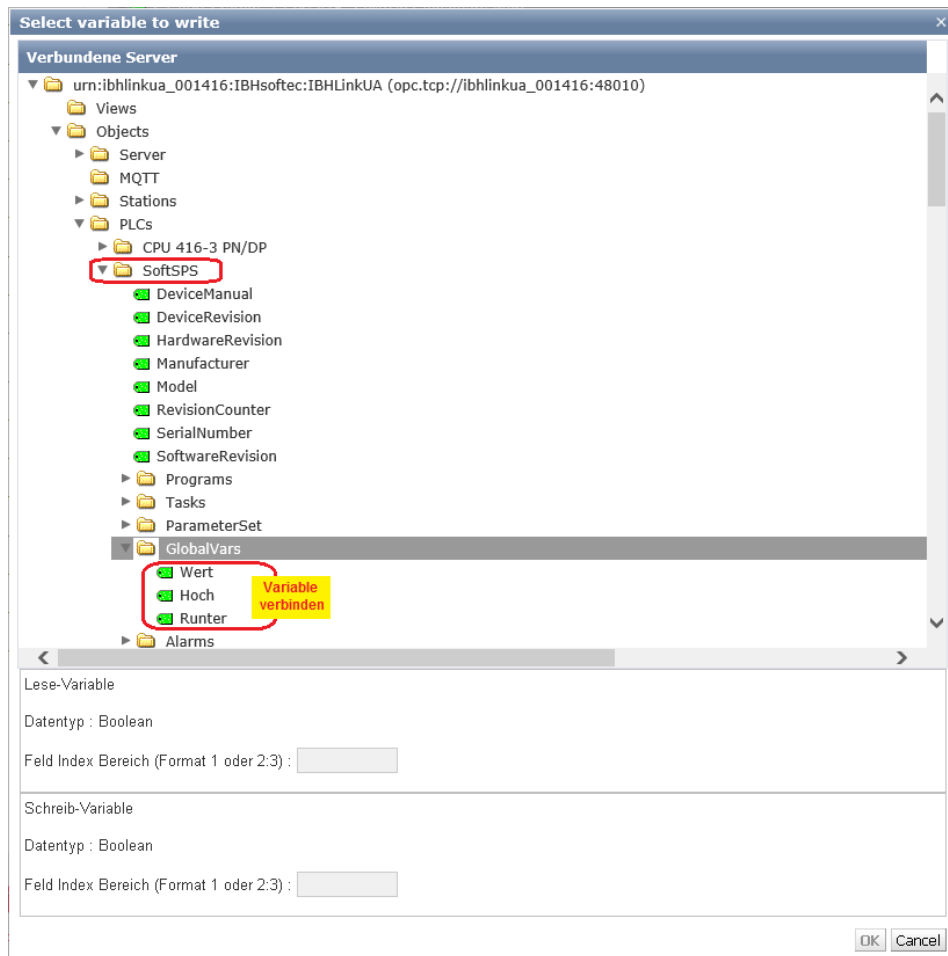 Select variable to write
Verbundene Server
urn:ibhlinkua_001416:IBHsoftec:IBHLinkUA (opc.tcp://ibhlinkua_001416:48010)
Views
Objects
Server
MQTT
Stations
PLCs
CPU 416-3 PN/DP
SoftSPS
DeviceManual
DeviceRevision
HardwareRevision
Manufacturer
Model
RevisionCounter
SerialNumber
SoftwareRevision
Programs
Tasks
ParameterSet
GlobalVars
Wert
Hoch
Runter
Variable
verbinden
Alarms
Lese-Variable
Datentyp : Boolean
Feld Index Bereich (Format 1 oder 2:3) :
Schreib-Variable
Datentyp : Boolean
Feld Index Bereich (Format 1 oder 2:3) :
OK Cancel